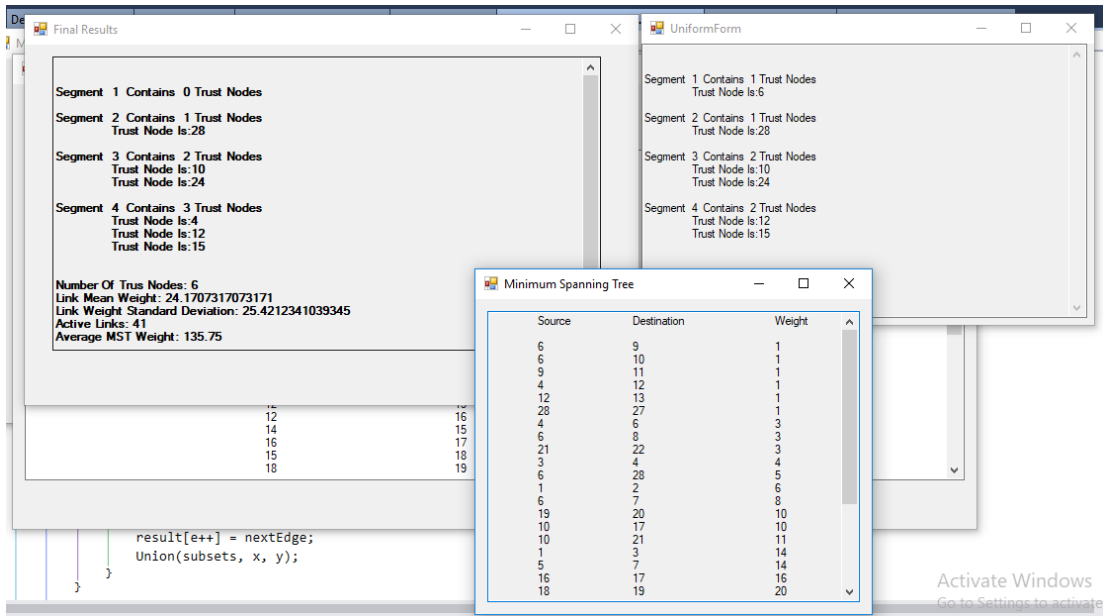 De
M
Final Results
Segment 1 Contains 0 Trust Nodes
Segment 2 Contains 1 Trust Nodes
Trust Node Is:28
Segment 3 Contains 2 Trust Nodes
Trust Node Is:10
Trust Node Is:24
Segment 4 Contains 3 Trust Nodes
Trust Node Is:4
Trust Node Is:12
Trust Node Is:15
Number Of Trus Nodes: 6
Link Mean Weight: 24.1707317073171
Link Weight Standard Deviation: 25.4212341039345
Active Links: 41
Average MST Weight: 135.75
UniformForm
Segment 1 Contains 1 Trust Nodes
Trust Node Is:6
Segment 2 Contains 1 Trust Nodes
Trust Node Is:28
Segment 3 Contains 2 Trust Nodes
Trust Node Is:10
Trust Node Is:24
Segment 4 Contains 2 Trust Nodes
Trust Node Is:12
Trust Node Is:15
12 16
14 15
16 17
15 18
18 19
Minimum Spanning Tree
Source Destination Weight
6 9 1
6 10 1
9 11 1
4 12 1
12 13 1
28 27 1
4 6 3
6 8 3
21 22 3
3 4 4
6 28 5
1 2 6
6 7 8
19 20 10
10 17 10
10 21 11
1 3 14
5 7 14
16 17 16
18 19 20
result[e++] = nextEdge;
Union(subsets, x, y);
}
}
Activate Windows
Go to Settings to activate